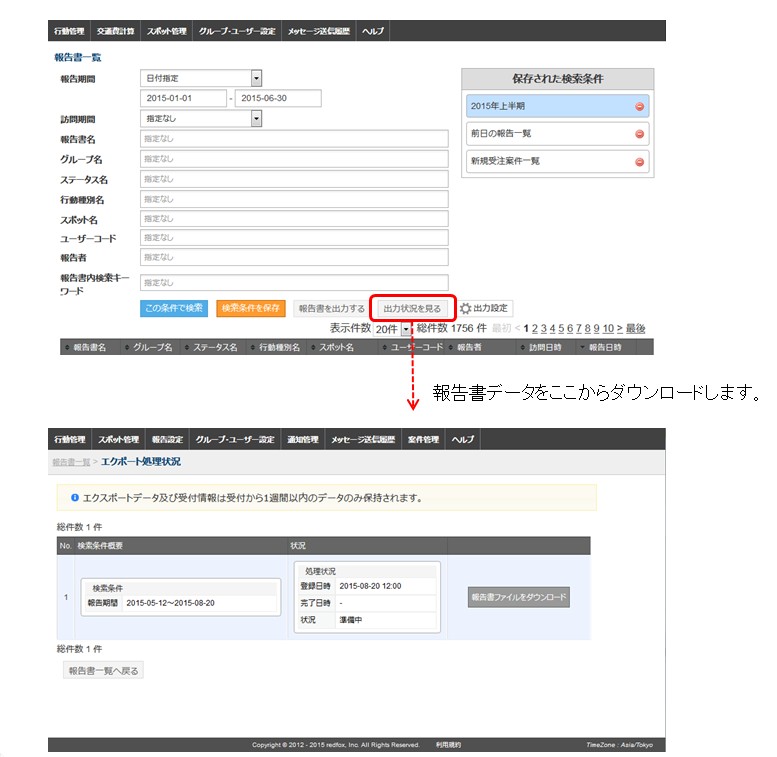 行動管理 交通費計算 スポット管理 グループ・ユーザー設定 メッセージ送信履歴 ヘルプ
報告書一覧
報告期間 日付指定
2015-01-01 - 2015-06-30
訪問期間 指定なし
報告書名 指定なし
グループ名 指定なし
ステータス名 指定なし
行動種別名 指定なし
スポット名 指定なし
ユーザーコード 指定なし
報告者 指定なし
報告書内検索キーワード 指定なし
保存された検索条件
2015年上半期
前日の報告一覧
新規受注案件一覧
この条件で検索 検索条件を保存 報告書を出力する 出力状況を見る 出力設定
表示件数 20件 総件数 1756 件 最初 < 1 2 3 4 5 6 7 8 9 10 > 最後
報告書名 グループ名 ステータス名 行動種別名 スポット名 ユーザーコード 報告者 訪問日時 報告日時
報告書データをここからダウンロードします。
行動管理 スポット管理 報告設定 グループ・ユーザー設定 通知管理 メッセージ送信履歴 案件管理 ヘルプ
報告書一覧 > エクポート処理状況
エクスポートデータ及び受付情報は受付から1週間以内のデータのみ保持されます。
総件数 1 件
No. 検索条件概要 状況
1
検索条件
報告期間 2015-05-12～2015-08-20
処理状況
登録日時 2015-08-20 12:00
完了日時 -
状況 準備中
報告書ファイルをダウンロード
総件数 1 件
報告書一覧へ戻る
Copyright © 2012 - 2015 redfox, Inc. All Rights Reserved. 利用規約 TimeZone : Asia/Tokyo